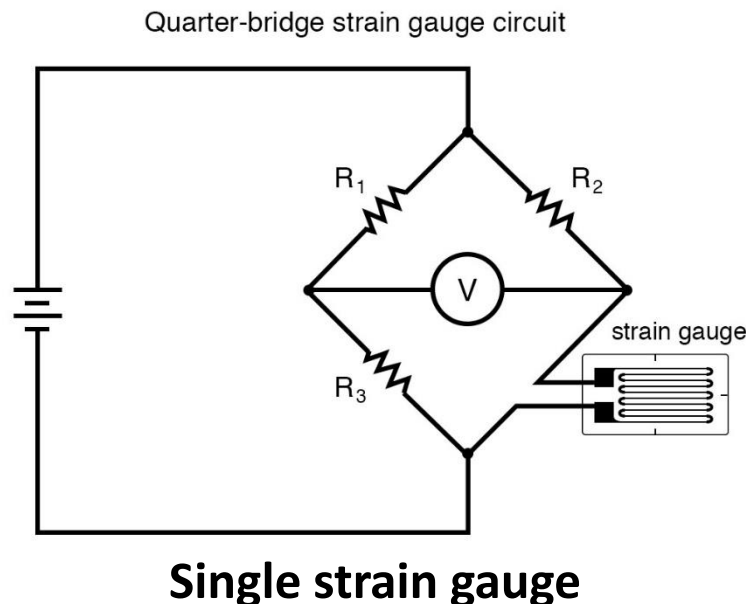 Quarter-bridge strain gauge circuit
R1
R2
V
strain gauge
R3
Single strain gauge